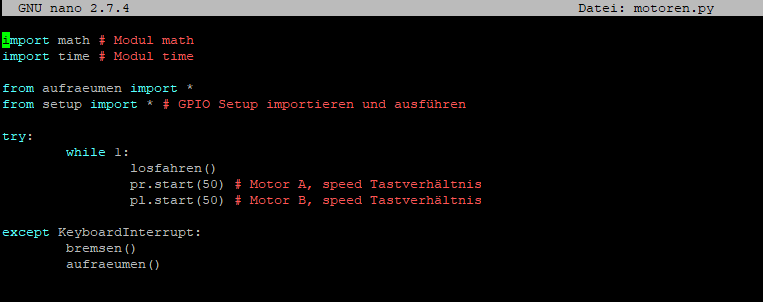 GNU nano 2.7.4 Datei: motoren.py
import math # Modul math
import time # Modul time
from aufraeumen import *
from setup import * # GPIO Setup importieren und ausführen
try:
while 1:
losfahren()
pr.start(50) # Motor A, speed Tastverhältnis
pl.start(50) # Motor B, speed Tastverhältnis
except KeyboardInterrupt:
bremsen()
aufraeumen()